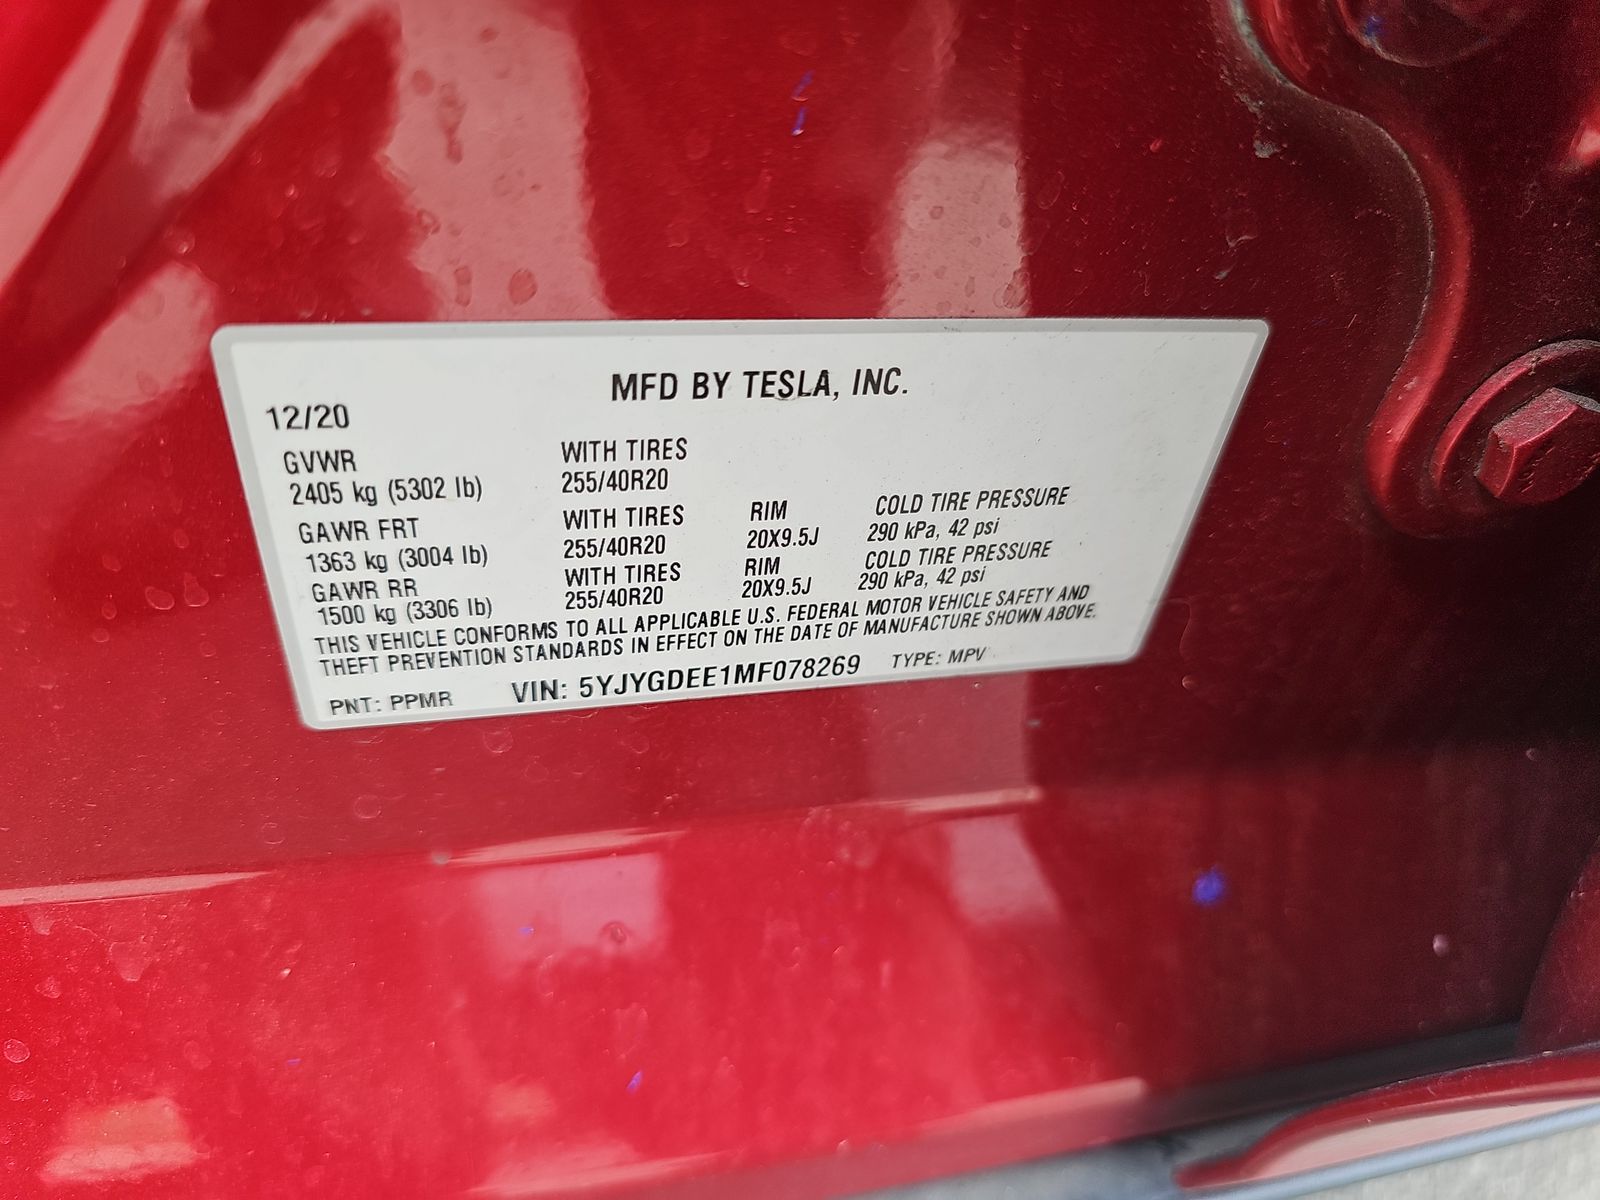 MFD BY TESLA, INC.
12/20
GVWR WITH TIRES
2405 kg (5302 lb) 255/40R20
GAWR FRT WITH TIRES RIM COLD TIRE PRESSURE
1363 kg (3004 lb) 255/40R20 20X9.5J 290 kPa, 42 psi
GAWR RR WITH TIRES RIM COLD TIRE PRESSURE
1500 kg (3306 lb) 255/40R20 20X9.5J 290 kPa, 42 psi
THIS VEHICLE CONFORMS TO ALL APPLICABLE U.S. FEDERAL MOTOR VEHICLE SAFETY AND
THEFT PREVENTION STANDARDS IN EFFECT ON THE DATE OF MANUFACTURE SHOWN ABOVE.
PNT: PPMR VIN: 5YJYGDEE1MF078269 TYPE: MPV